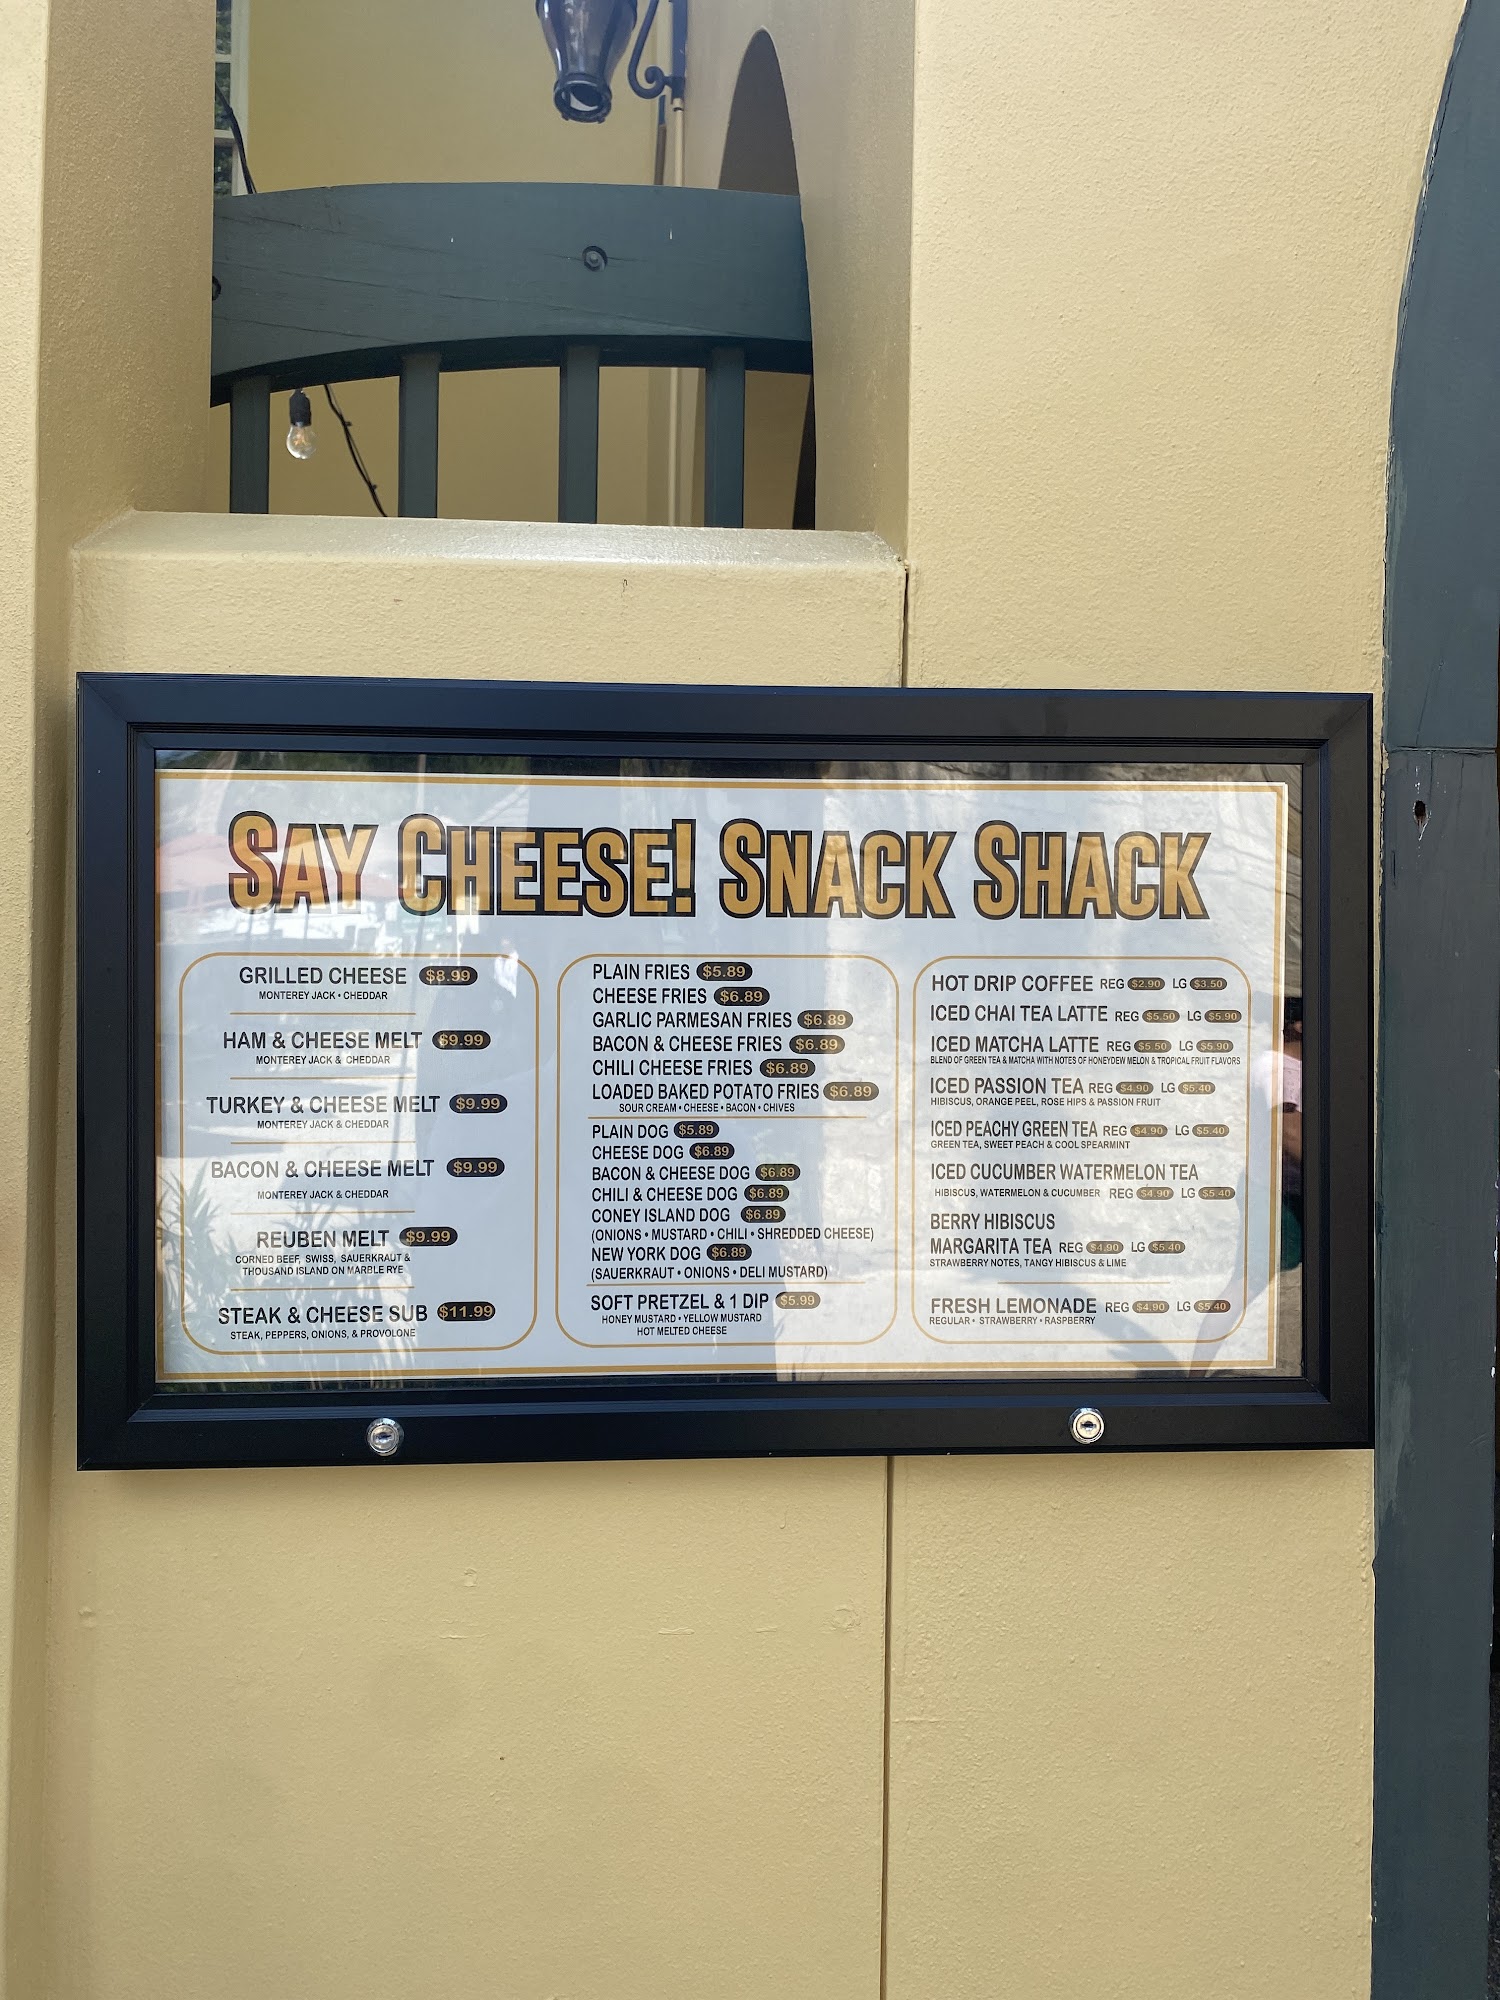 SAY CHEESE! SNACK SHACK
GRILLED CHEESE $8.99
MONTEREY JACK • CHEDDAR
HAM & CHEESE MELT $9.99
MONTEREY JACK & CHEDDAR
TURKEY & CHEESE MELT $9.99
MONTEREY JACK & CHEDDAR
BACON & CHEESE MELT $9.99
MONTEREY JACK & CHEDDAR
REUBEN MELT $9.99
CORNED BEEF, SWISS, SAUERKRAUT &
THOUSAND ISLAND ON MARBLE RYE
STEAK & CHEESE SUB $11.99
STEAK, PEPPERS, ONIONS, & PROVOLONE
PLAIN FRIES $5.89
CHEESE FRIES $6.89
GARLIC PARMESAN FRIES $6.89
BACON & CHEESE FRIES $6.89
CHILI CHEESE FRIES $6.89
LOADED BAKED POTATO FRIES $6.89
SOUR CREAM • CHEESE • BACON • CHIVES
PLAIN DOG $5.89
CHEESE DOG $6.89
BACON & CHEESE DOG $6.89
CHILI & CHEESE DOG $6.89
CONEY ISLAND DOG $6.89
(ONIONS • MUSTARD • CHILI • SHREDDED CHEESE)
NEW YORK DOG $6.89
(SAUERKRAUT • ONIONS • DELI MUSTARD)
SOFT PRETZEL & 1 DIP $5.99
HONEY MUSTARD • YELLOW MUSTARD
HOT MELTED CHEESE
HOT DRIP COFFEE REG $2.90 LG $3.50
ICED CHAI TEA LATTE REG $5.50 LG $5.90
ICED MATCHA LATTE REG $5.50 LG $5.90
BLEND OF GREEN TEA & MATCHA WITH NOTES OF HONEYDEW MELON & TROPICAL FRUIT FLAVORS
ICED PASSION TEA REG $4.90 LG $5.40
HIBISCUS, ORANGE PEEL, ROSE HIPS & PASSION FRUIT
ICED PEACHY GREEN TEA REG $4.90 LG $5.40
GREEN TEA, SWEET PEACH & COOL SPEARMINT
ICED CUCUMBER WATERMELON TEA
HIBISCUS, WATERMELON & CUCUMBER REG $4.90 LG $5.40
BERRY HIBISCUS
MARGARITA TEA REG $4.90 LG $5.40
STRAWBERRY NOTES, TANGY HIBISCUS & LIME
FRESH LEMONADE REG $4.90 LG $5.40
REGULAR • STRAWBERRY • RASPBERRY